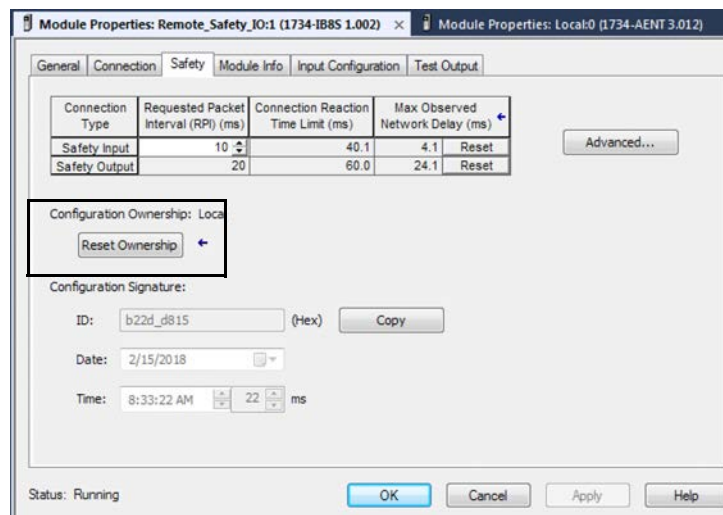 Module Properties: Remote_Safety_IO:1 (1734-IB8S 1.002) × Module Properties: Local:0 (1734-AENT 3.012)
General Connection Safety Module Info Input Configuration Test Output
Connection Type Requested Packet Interval (RPI) (ms) Connection Reaction Time Limit (ms) Max Observed Network Delay (ms)
Safety Input 10 40.1 4.1 Reset
Safety Output 20 60.0 24.1 Reset
Advanced...
Configuration Ownership: Local
Reset Ownership
Configuration Signature:
ID: b22d_d815 (Hex) Copy
Date: 2/15/2018
Time: 8:33:22 AM 22 ms
Status: Running OK Cancel Apply Help